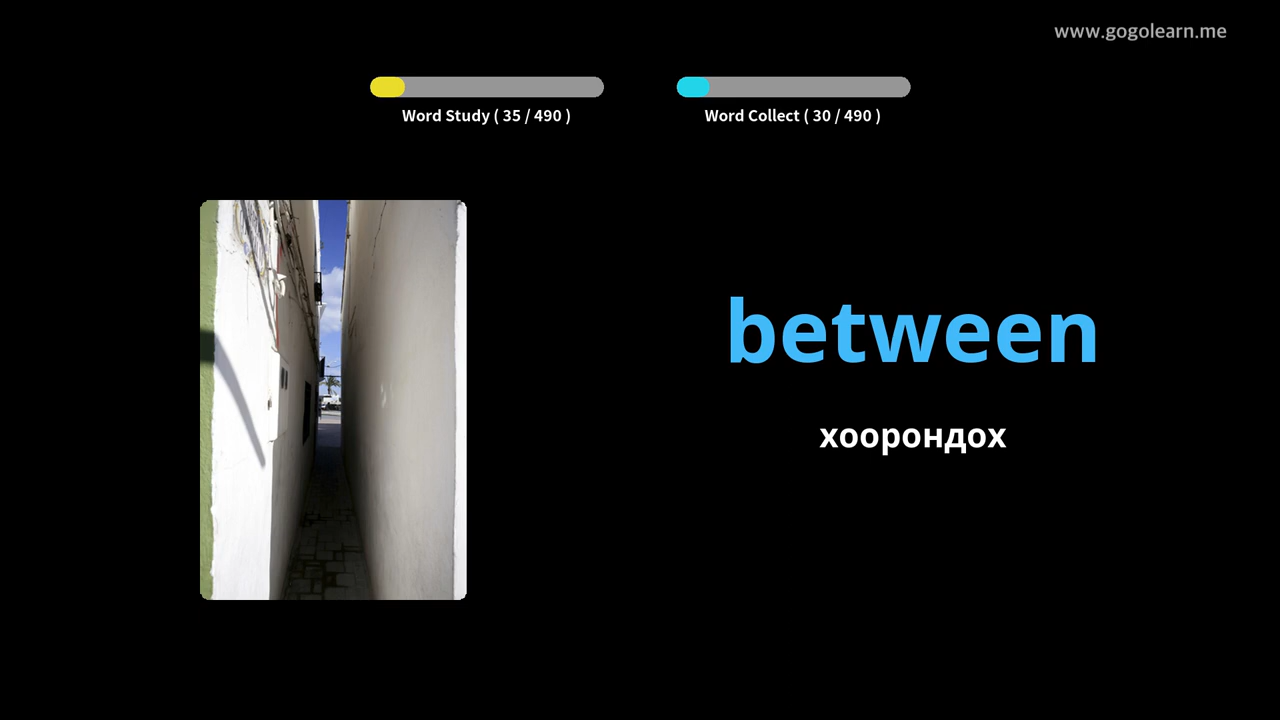 www.gogolearn.me
Word Study ( 35 / 490 )
Word Collect ( 30 / 490 )
between
хоорондох